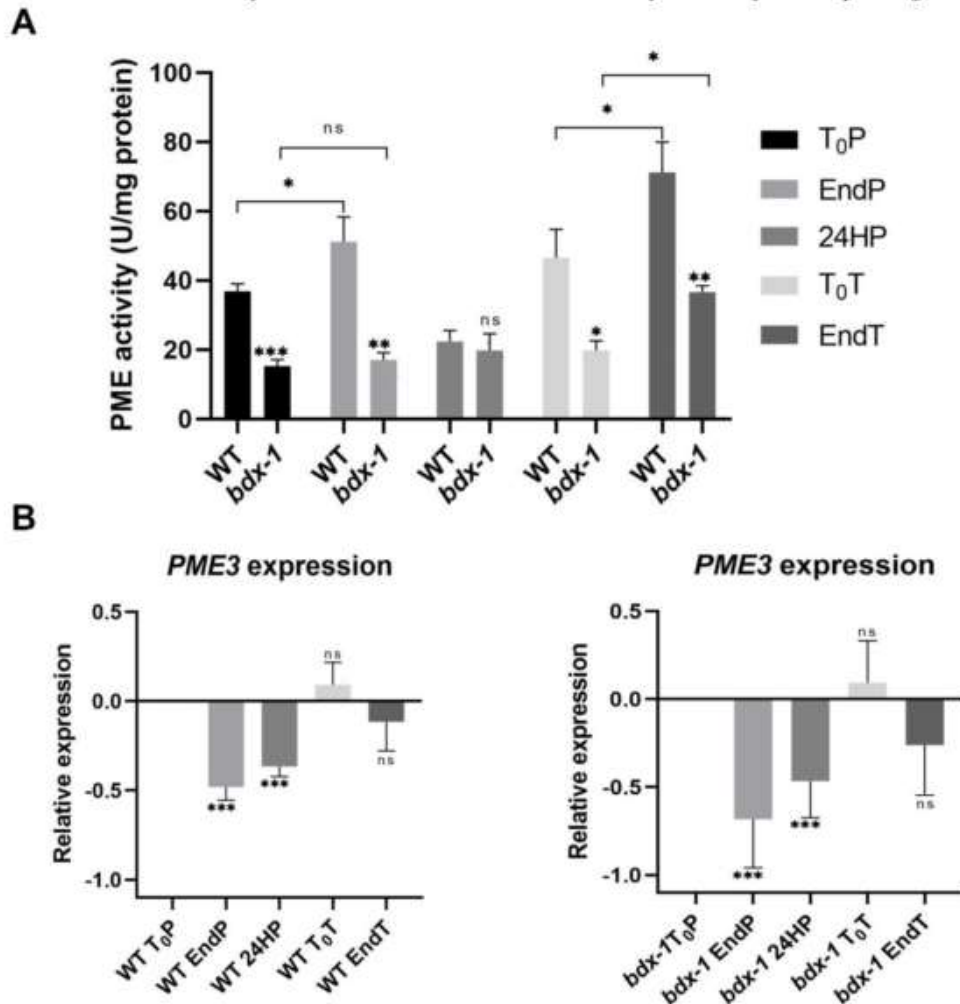 A
PME activity (U/mg protein)
100
80
60
40
20
0
*
ns
*
*
***
**
ns
*
**
WT
bdx-1
WT
bdx-1
WT
bdx-1
WT
bdx-1
WT
bdx-1
T₀P
EndP
24HP
T₀T
EndT
B
PME3 expression
Relative expression
0.5
0.0
-0.5
-1.0
***
***
ns
ns
WT T₀P
WT EndP
WT 24HP
WT T₀T
WT EndT
PME3 expression
Relative expression
0.5
0.0
-0.5
-1.0
***
***
ns
ns
bdx-1T₀P
bdx-1 EndP
bdx-1 24HP
bdx-1 T₀T
bdx-1 EndT